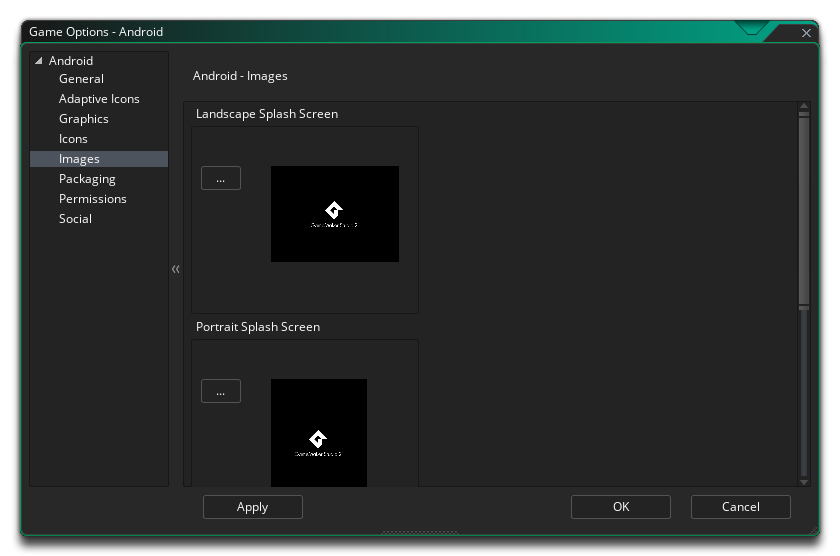 Game Options - Android
Android
General
Adaptive Icons
Graphics
Icons
Images
Packaging
Permissions
Social
Android - Images
Landscape Splash Screen
...
GameMaker Studio 2
Portrait Splash Screen
...
GameMaker Studio 2
Apply
OK
Cancel